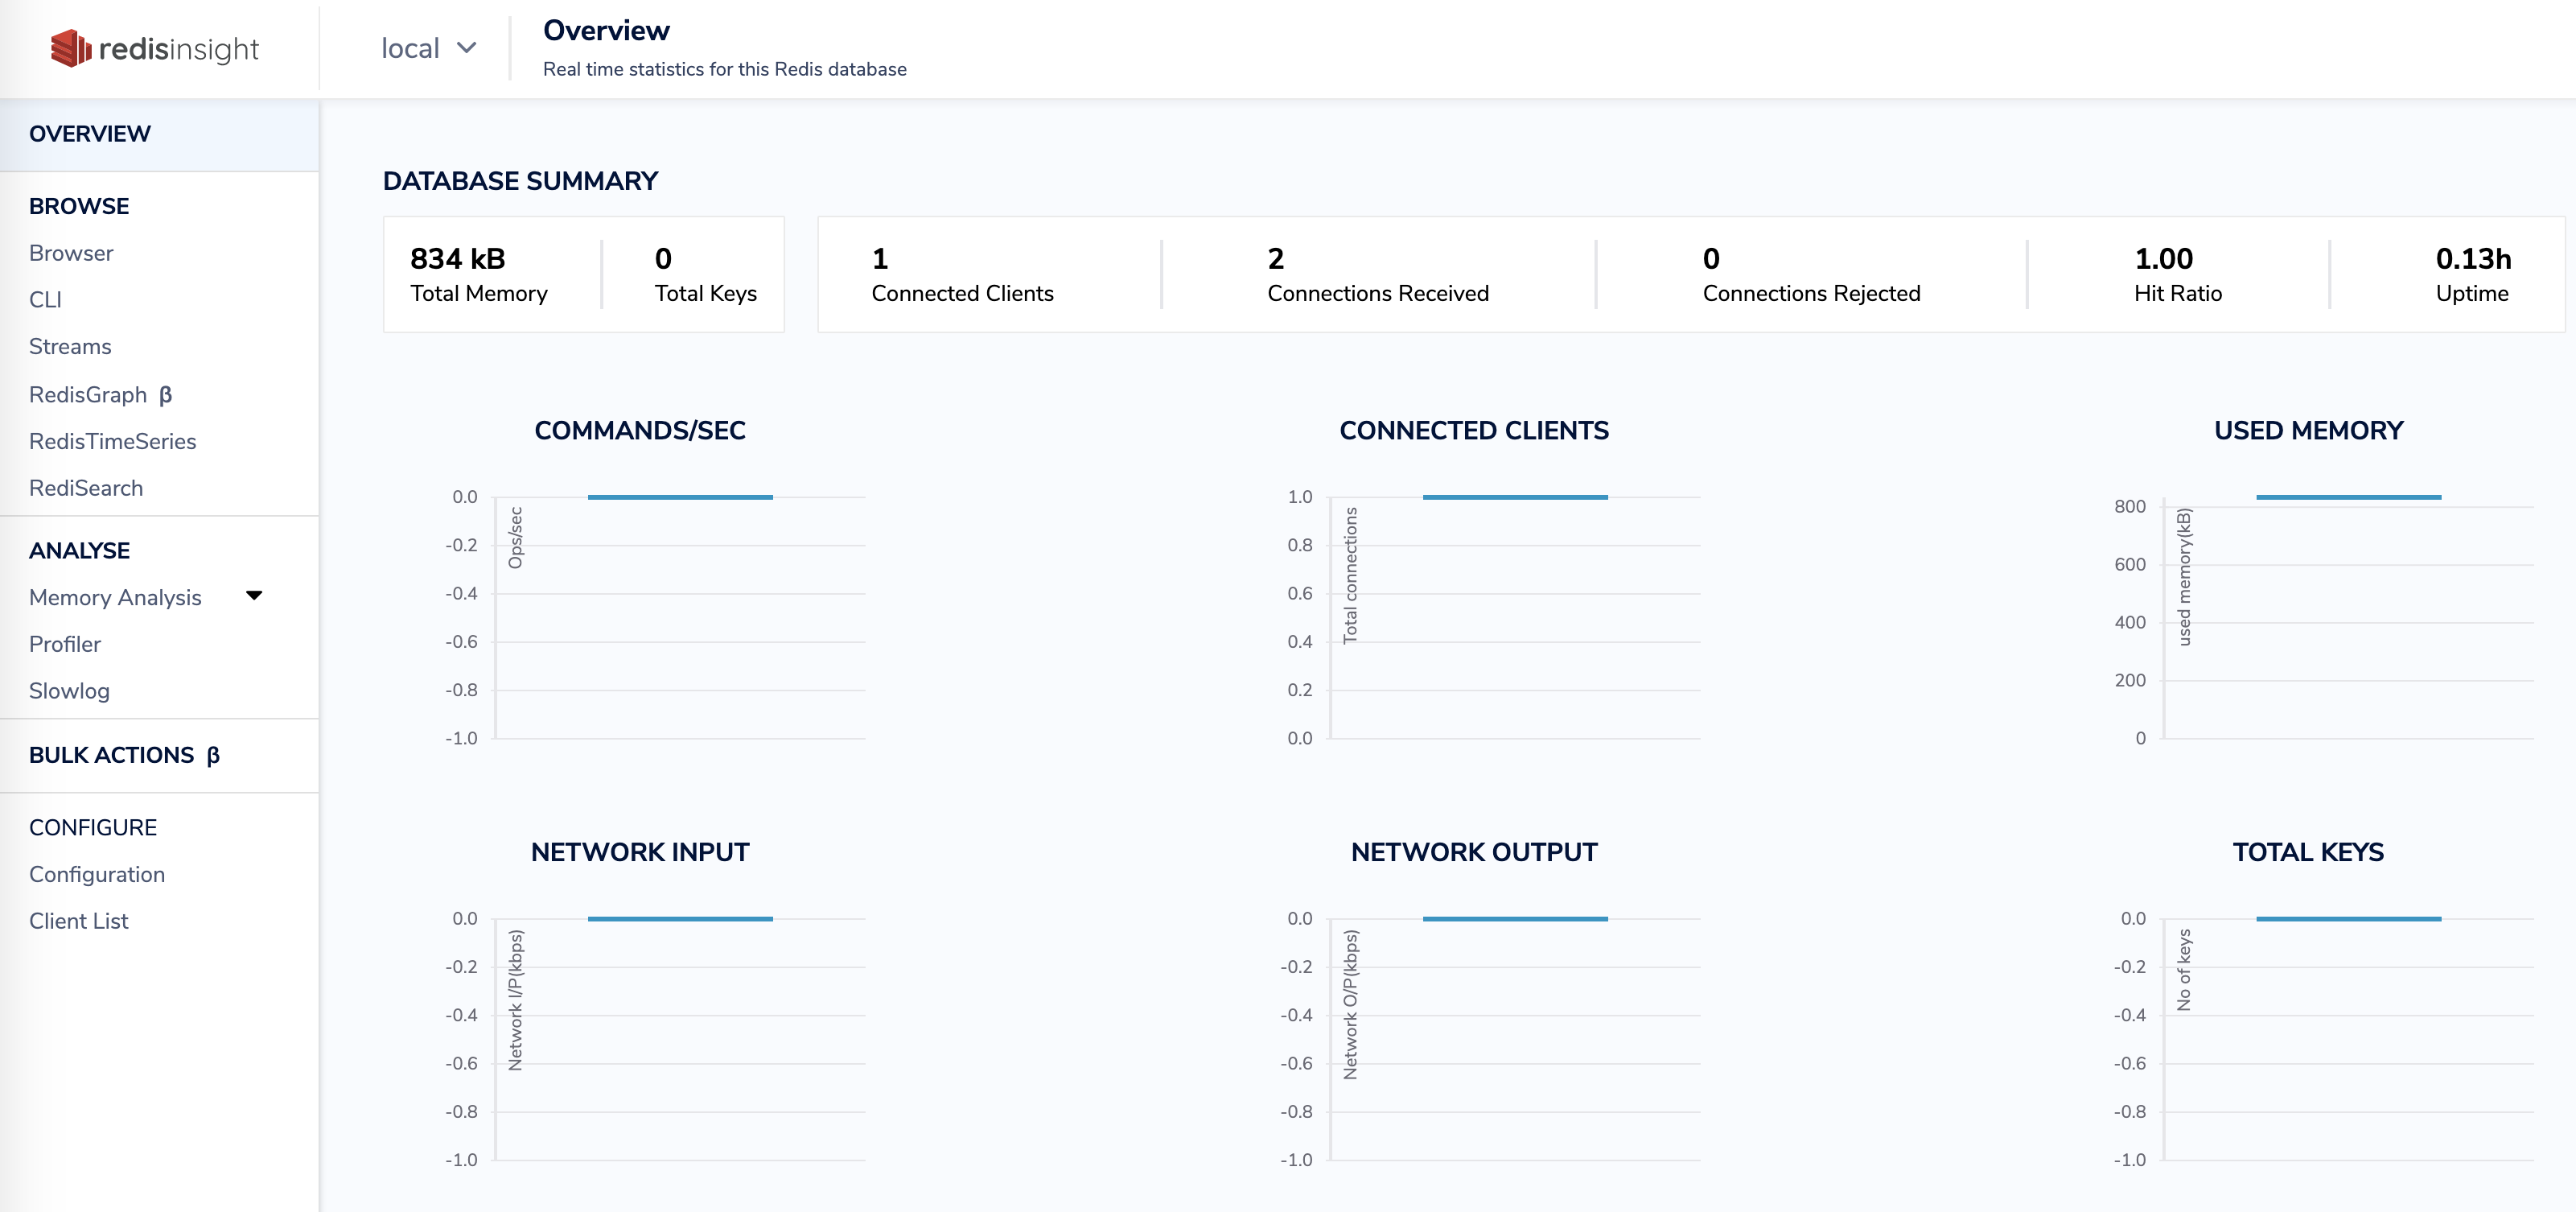 redisinsight
local
Overview
Real time statistics for this Redis database
OVERVIEW
BROWSE
Browser
CLI
Streams
RedisGraph β
RedisTimeSeries
RediSearch
ANALYSE
Memory Analysis
Profiler
Slowlog
BULK ACTIONS β
CONFIGURE
Configuration
Client List
DATABASE SUMMARY
834 kB
Total Memory
0
Total Keys
1
Connected Clients
2
Connections Received
0
Connections Rejected
1.00
Hit Ratio
0.13h
Uptime
COMMANDS/SEC
0.0
-0.2
-0.4
-0.6
-0.8
-1.0
Ops/sec
CONNECTED CLIENTS
1.0
0.8
0.6
0.4
0.2
0.0
Total connections
USED MEMORY
800
600
400
200
0
used memory(kB)
NETWORK INPUT
0.0
-0.2
-0.4
-0.6
-0.8
-1.0
Network I/P(kbps)
NETWORK OUTPUT
0.0
-0.2
-0.4
-0.6
-0.8
-1.0
Network O/P(kbps)
TOTAL KEYS
0.0
-0.2
-0.4
-0.6
-0.8
-1.0
No of keys